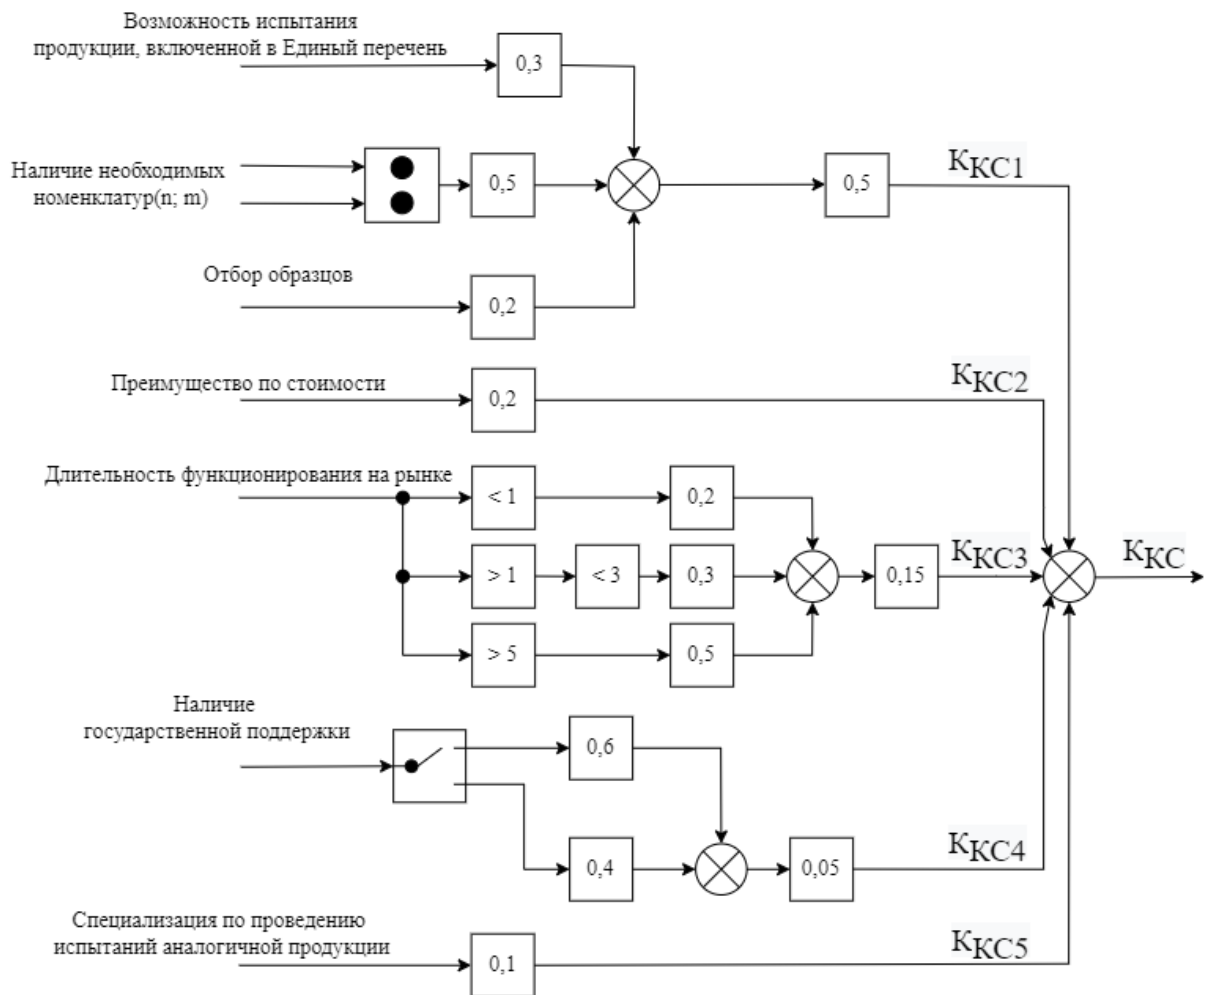 Возможность испытания
продукции, включенной в Единый перечень
0,3
Наличие необходимых
номенклатур(n; m)
0,5
0,5
ККС1
Отбор образцов
0,2
Преимущество по стоимости
0,2
ККС2
Длительность функционирования на рынке
< 1
0,2
> 1
< 3
0,3
0,15
ККС3
ККС
> 5
0,5
Наличие
государственной поддержки
0,6
0,4
0,05
ККС4
Специализация по проведению
испытаний аналогичной продукции
0,1
ККС5